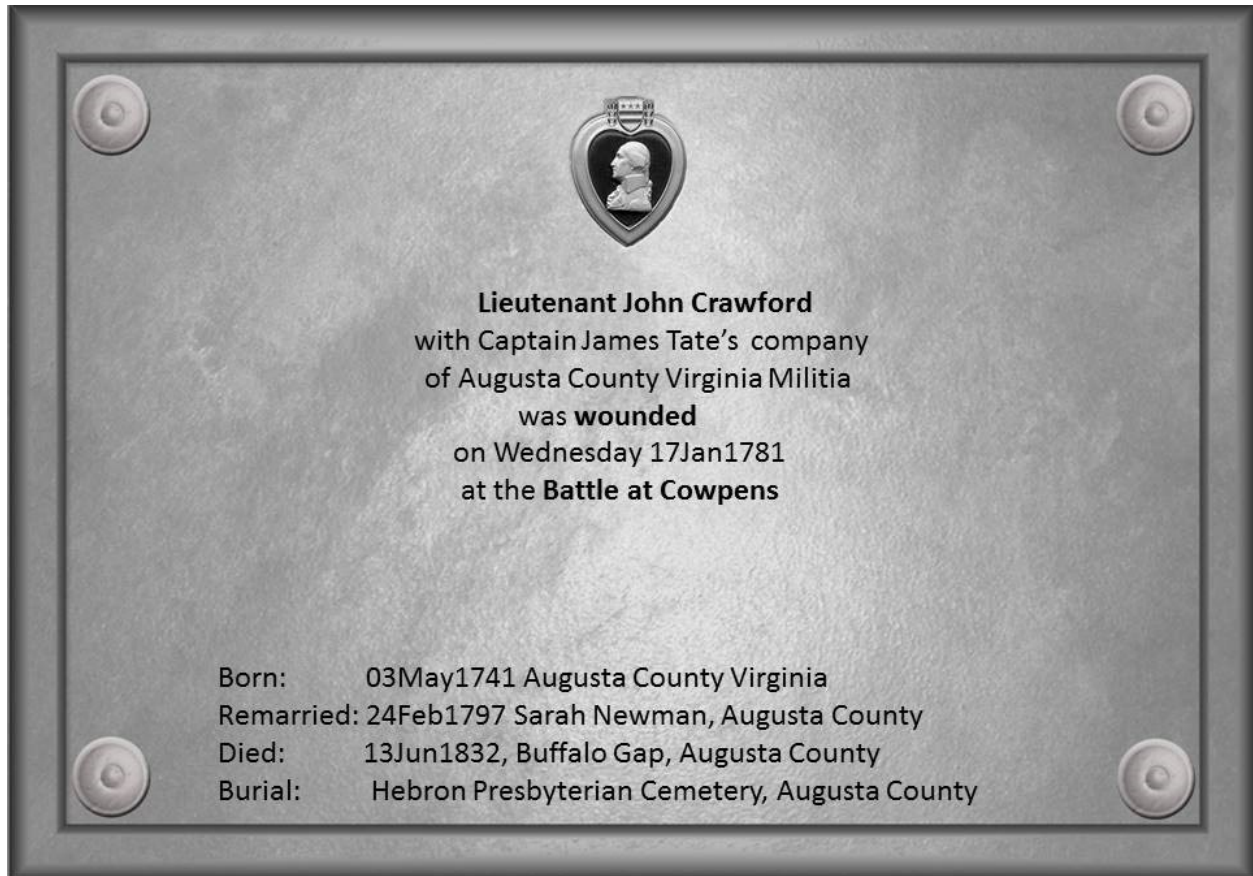 Lieutenant John Crawford
with Captain James Tate's company
of Augusta County Virginia Militia
was wounded
on Wednesday 17Jan1781
at the Battle at Cowpens
Born: 03May1741 Augusta County Virginia
Remarried: 24Feb1797 Sarah Newman, Augusta County
Died: 13Jun1832, Buffalo Gap, Augusta County
Burial: Hebron Presbyterian Cemetery, Augusta County